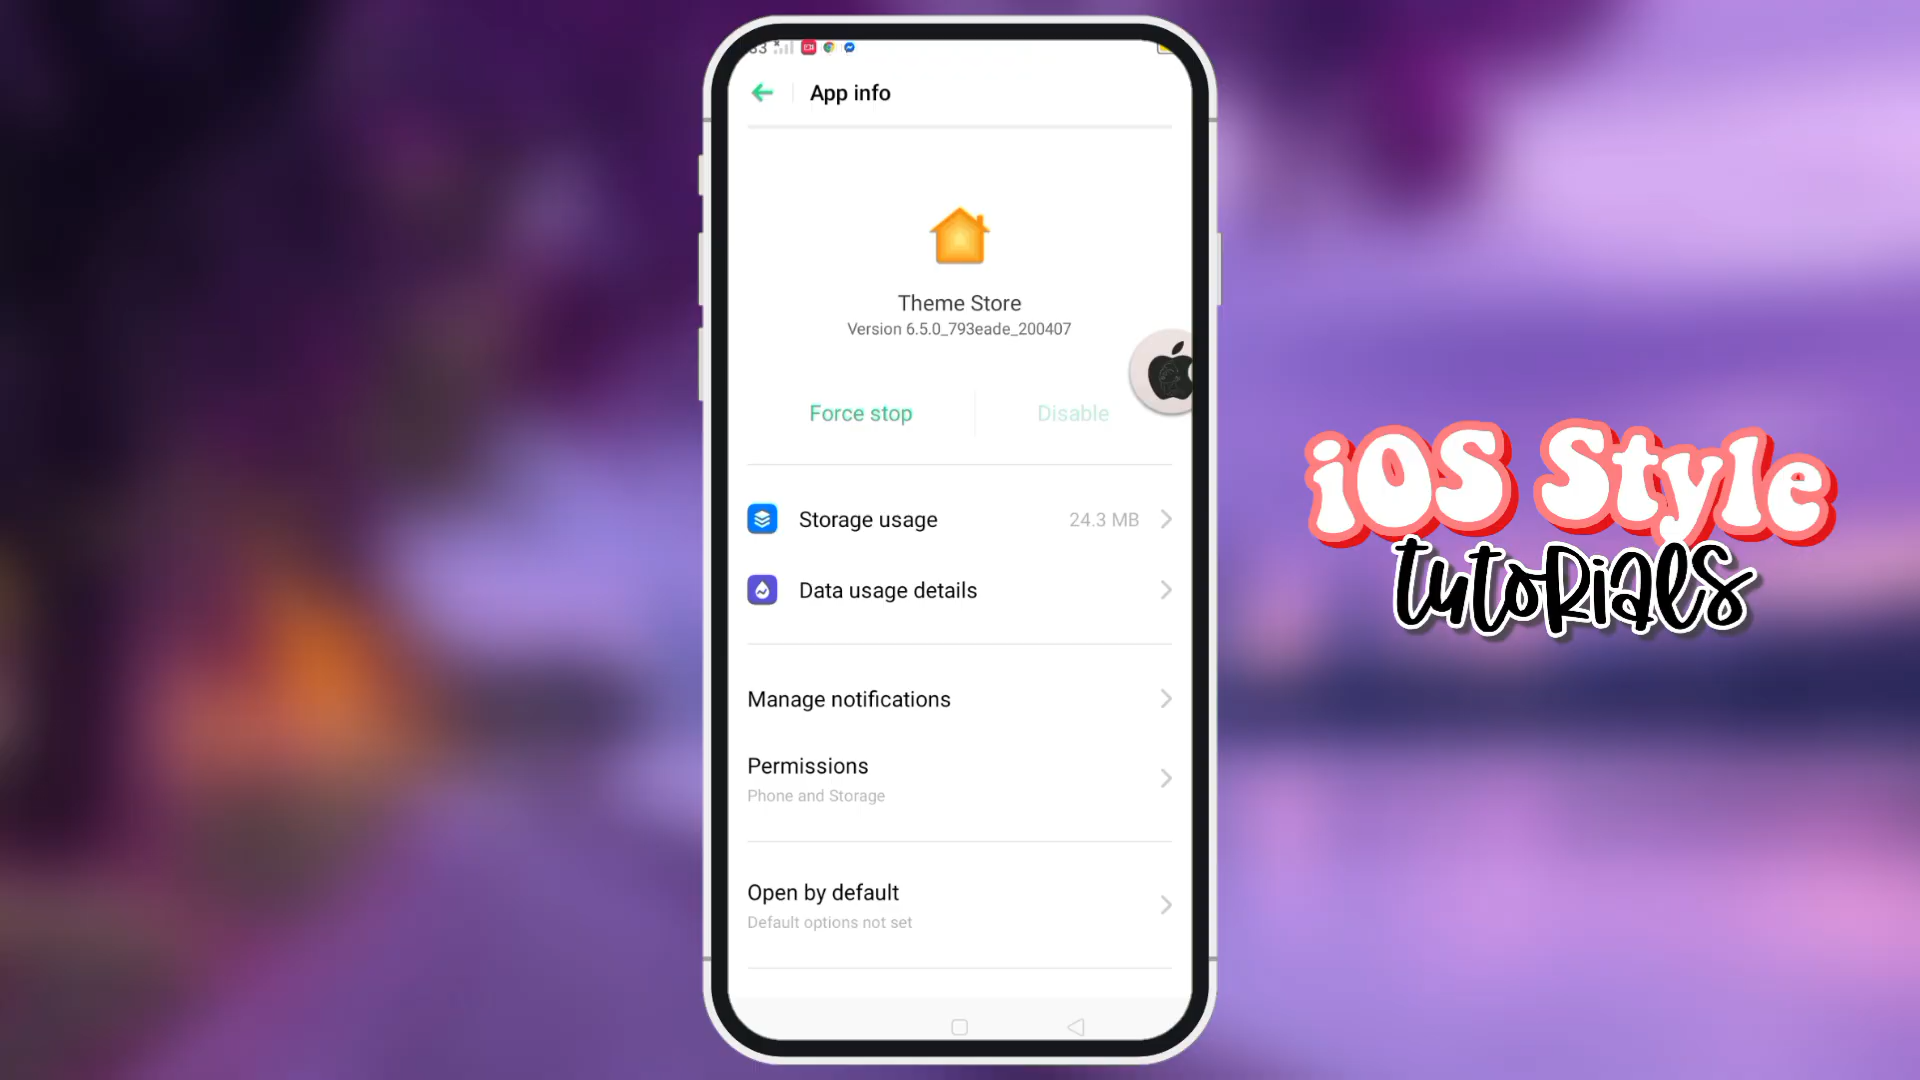 App info
Theme Store
Version 6.5.0_793eade_200407
Force stop
Disable
Storage usage
24.3 MB
Data usage details
Manage notifications
Permissions
Phone and Storage
Open by default
Default options not set
iOS Style
tutorials